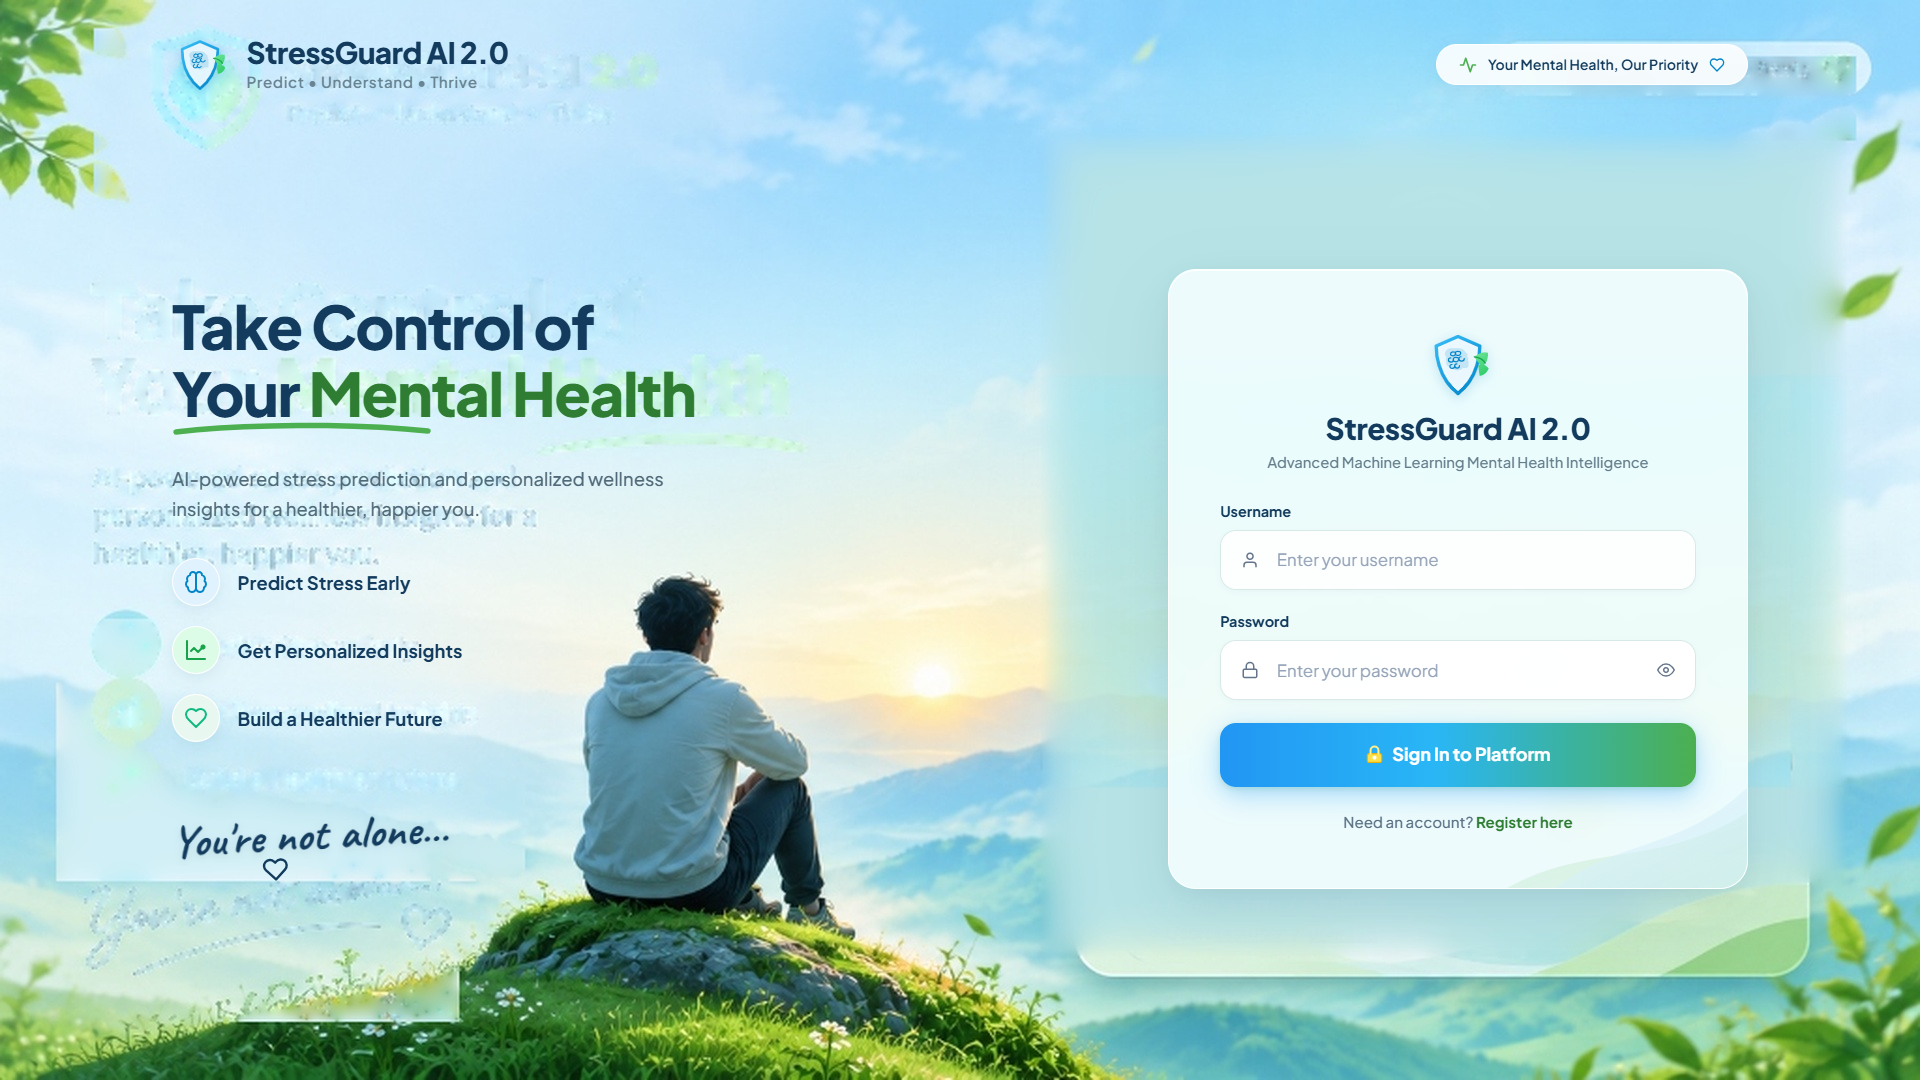 StressGuard AI 2.0
Predict • Understand • Thrive
Your Mental Health, Our Priority
Take Control of
Your Mental Health
AI-powered stress prediction and personalized wellness
insights for a healthier, happier you.
Predict Stress Early
Get Personalized Insights
Build a Healthier Future
You're not alone...
StressGuard AI 2.0
Advanced Machine Learning Mental Health Intelligence
Username
Enter your username
Password
Enter your password
🔒 Sign In to Platform
Need an account? Register here